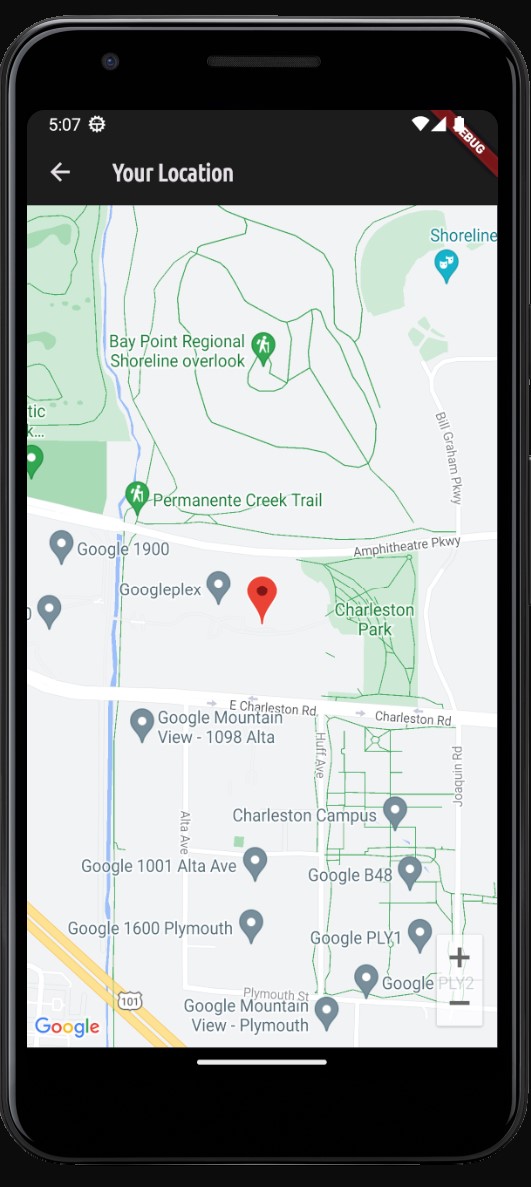 5:07
DEBUG
Your Location
Shoreline
Bay Point Regional
Shoreline overlook
tic
k...
Bill Graham Pkwy
Permanente Creek Trail
Amphitheatre Pkwy
Google 1900
Googleplex
Charleston
Park
E Charleston Rd
Charleston Rd
Google Mountain
View - 1098 Alta
Huff Ave
Joaquin Rd
Alta Ave
Charleston Campus
Google 1001 Alta Ave
Google B48
Google 1600 Plymouth
Google PLY1
Google PLY2
+
−
Plymouth St
101
Google Mountain
View - Plymouth
Google